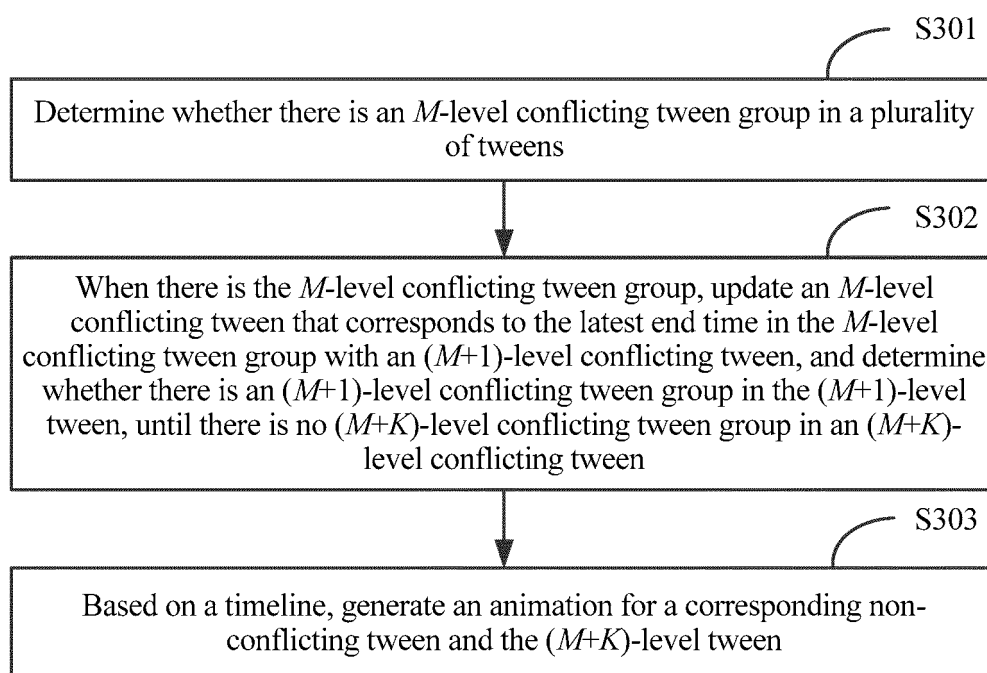 S301
Determine whether there is an M-level conflicting tween group in a plurality
of tweens
S302
When there is the M-level conflicting tween group, update an M-level
conflicting tween that corresponds to the latest end time in the M-level
conflicting tween group with an (M+1)-level conflicting tween, and determine
whether there is an (M+1)-level conflicting tween group in the (M+1)-level
tween, until there is no (M+K)-level conflicting tween group in an (M+K)-
level conflicting tween
S303
Based on a timeline, generate an animation for a corresponding non-
conflicting tween and the (M+K)-level tween